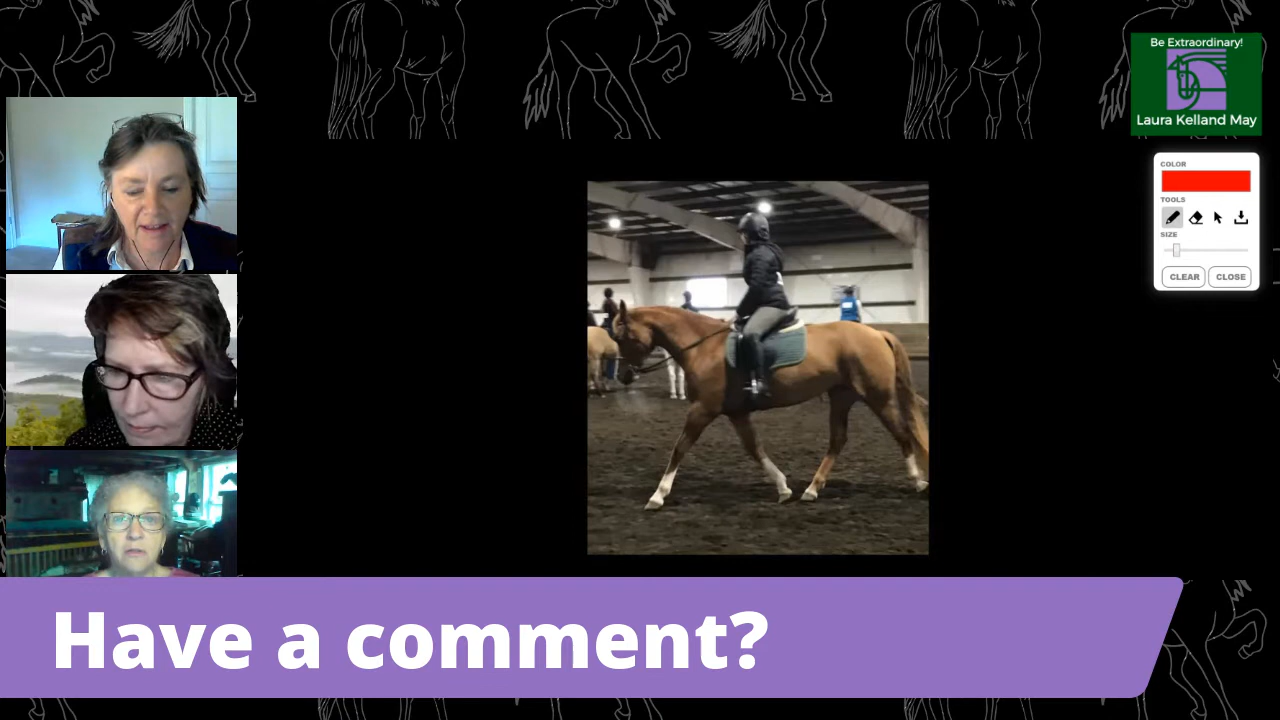 Be Extraordinary!
Laura Kelland May
COLOR
TOOLS
SIZE
CLEAR CLOSE
Have a comment?